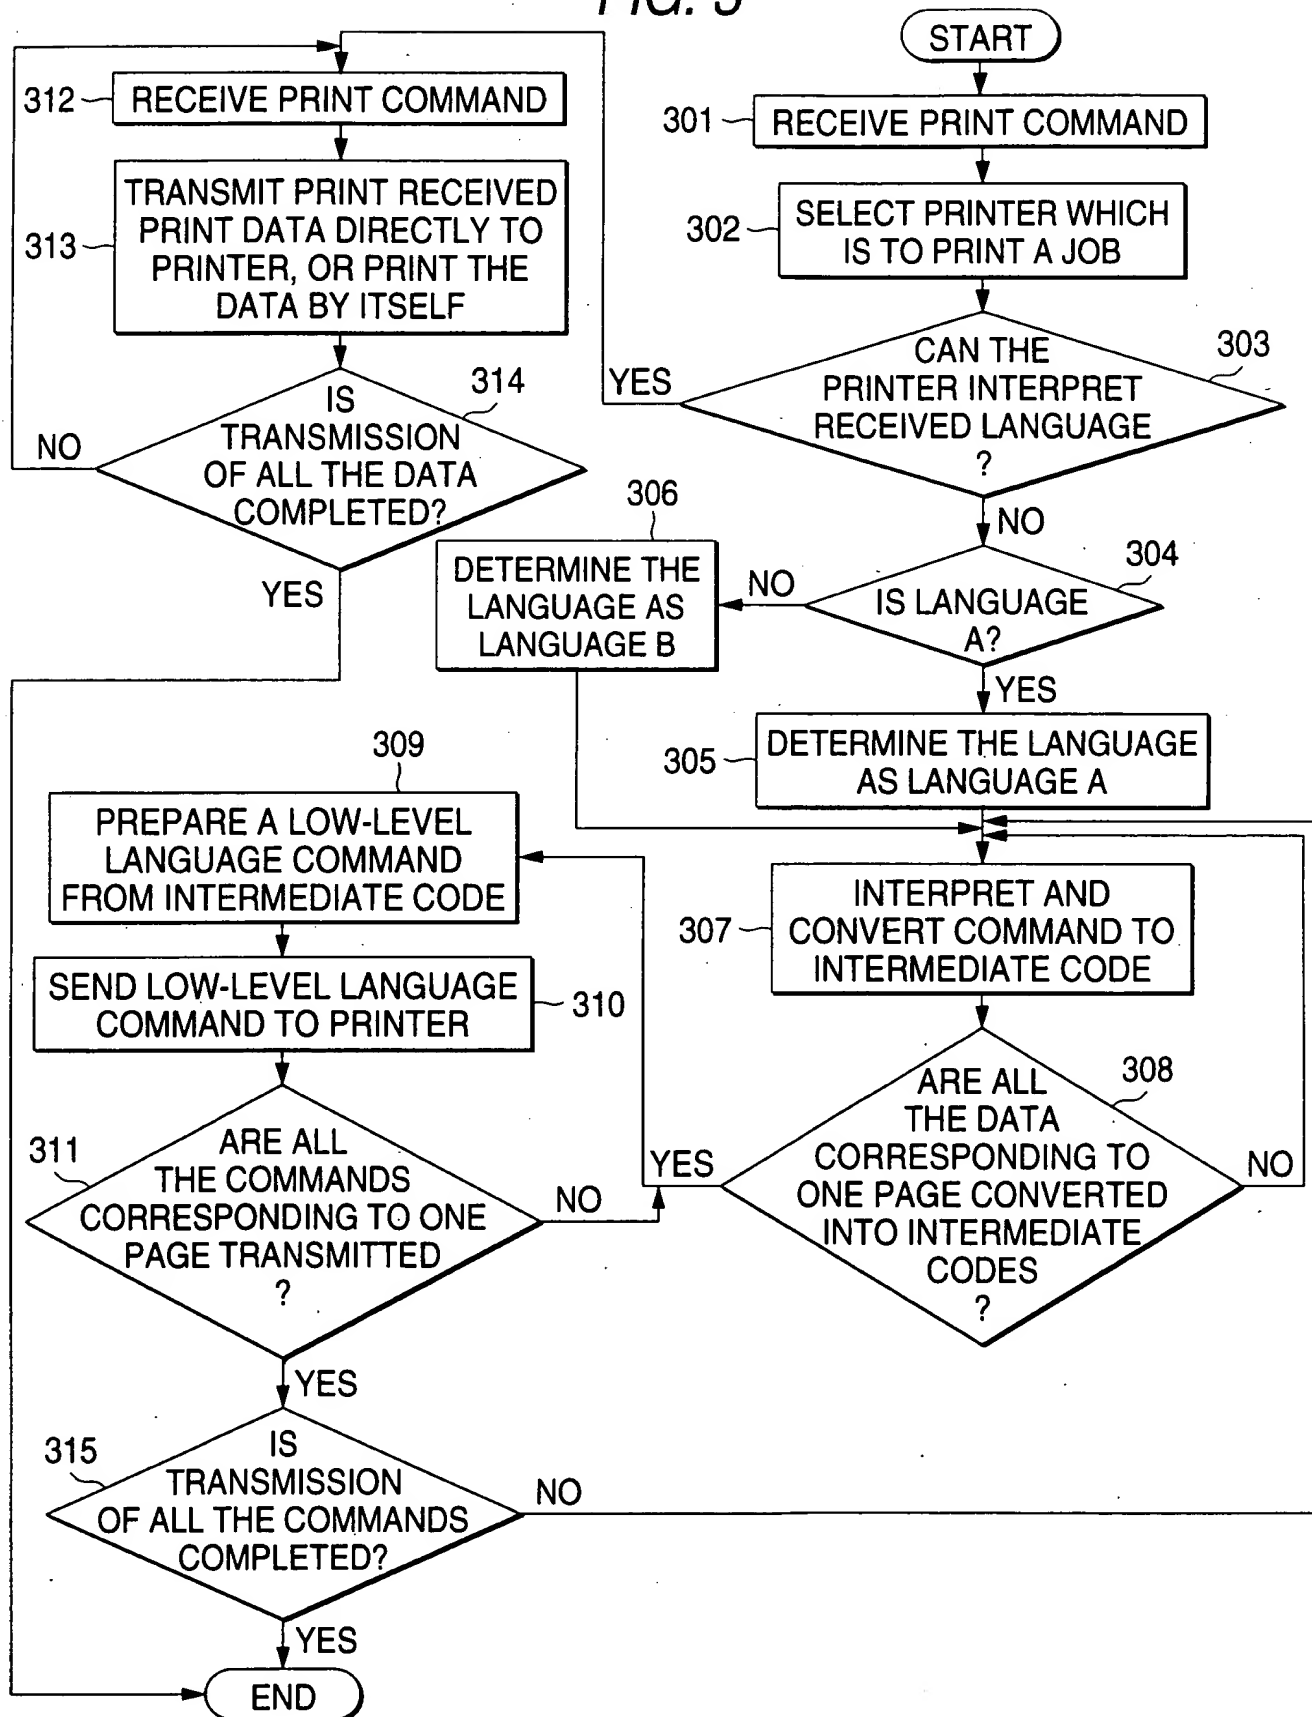 START
301
RECEIVE PRINT COMMAND
302
SELECT PRINTER WHICH
IS TO PRINT A JOB
303
CAN THE
PRINTER INTERPRET
RECEIVED LANGUAGE
?
YES
NO
312
RECEIVE PRINT COMMAND
313
TRANSMIT PRINT RECEIVED
PRINT DATA DIRECTLY TO
PRINTER, OR PRINT THE
DATA BY ITSELF
314
IS
TRANSMISSION
OF ALL THE DATA
COMPLETED?
NO
YES
304
IS LANGUAGE
A?
NO
YES
306
DETERMINE THE
LANGUAGE AS
LANGUAGE B
305
DETERMINE THE LANGUAGE
AS LANGUAGE A
307
INTERPRET AND
CONVERT COMMAND TO
INTERMEDIATE CODE
308
ARE ALL
THE DATA
CORRESPONDING TO
ONE PAGE CONVERTED
INTO INTERMEDIATE
CODES
?
YES
NO
309
PREPARE A LOW-LEVEL
LANGUAGE COMMAND
FROM INTERMEDIATE CODE
310
SEND LOW-LEVEL LANGUAGE
COMMAND TO PRINTER
311
ARE ALL
THE COMMANDS
CORRESPONDING TO ONE
PAGE TRANSMITTED
?
NO
YES
315
IS
TRANSMISSION
OF ALL THE COMMANDS
COMPLETED?
NO
YES
END